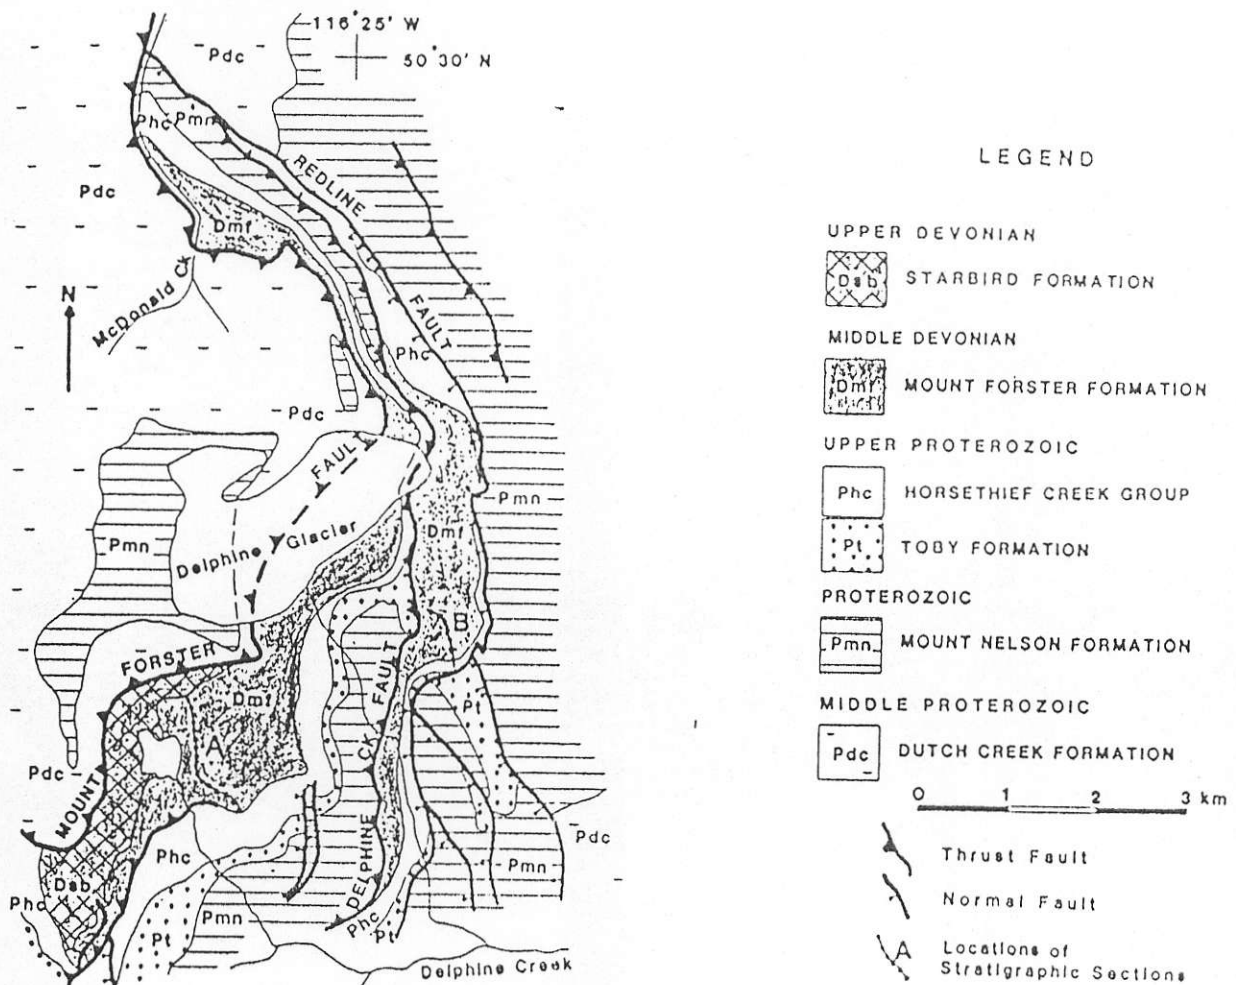 116°25' W
50°30' N
Pdc
Phc
Pmn
Pdc
REDLINE FAULT
Dmf
McDonald Ck
N
Phc
Pdc
FAULT
Pmn
Dmf
Pmn
Delphine Glacier
B
MOUNT FORSTER
Dmf
A
Pt
DELPHINE CK FAULT
Pdc
Pdc
Phc
Pmn
Dsb
Phc
Pmn
Pt
Phc
Pt
Delphine Creek
LEGEND
UPPER DEVONIAN
Dsb STARBIRD FORMATION
MIDDLE DEVONIAN
Dmf MOUNT FORSTER FORMATION
UPPER PROTEROZOIC
Phc HORSETHIEF CREEK GROUP
Pt TOBY FORMATION
PROTEROZOIC
Pmn MOUNT NELSON FORMATION
MIDDLE PROTEROZOIC
Pdc DUTCH CREEK FORMATION
0 1 2 3 km
Thrust Fault
Normal Fault
A Locations of
Stratigraphic Sections